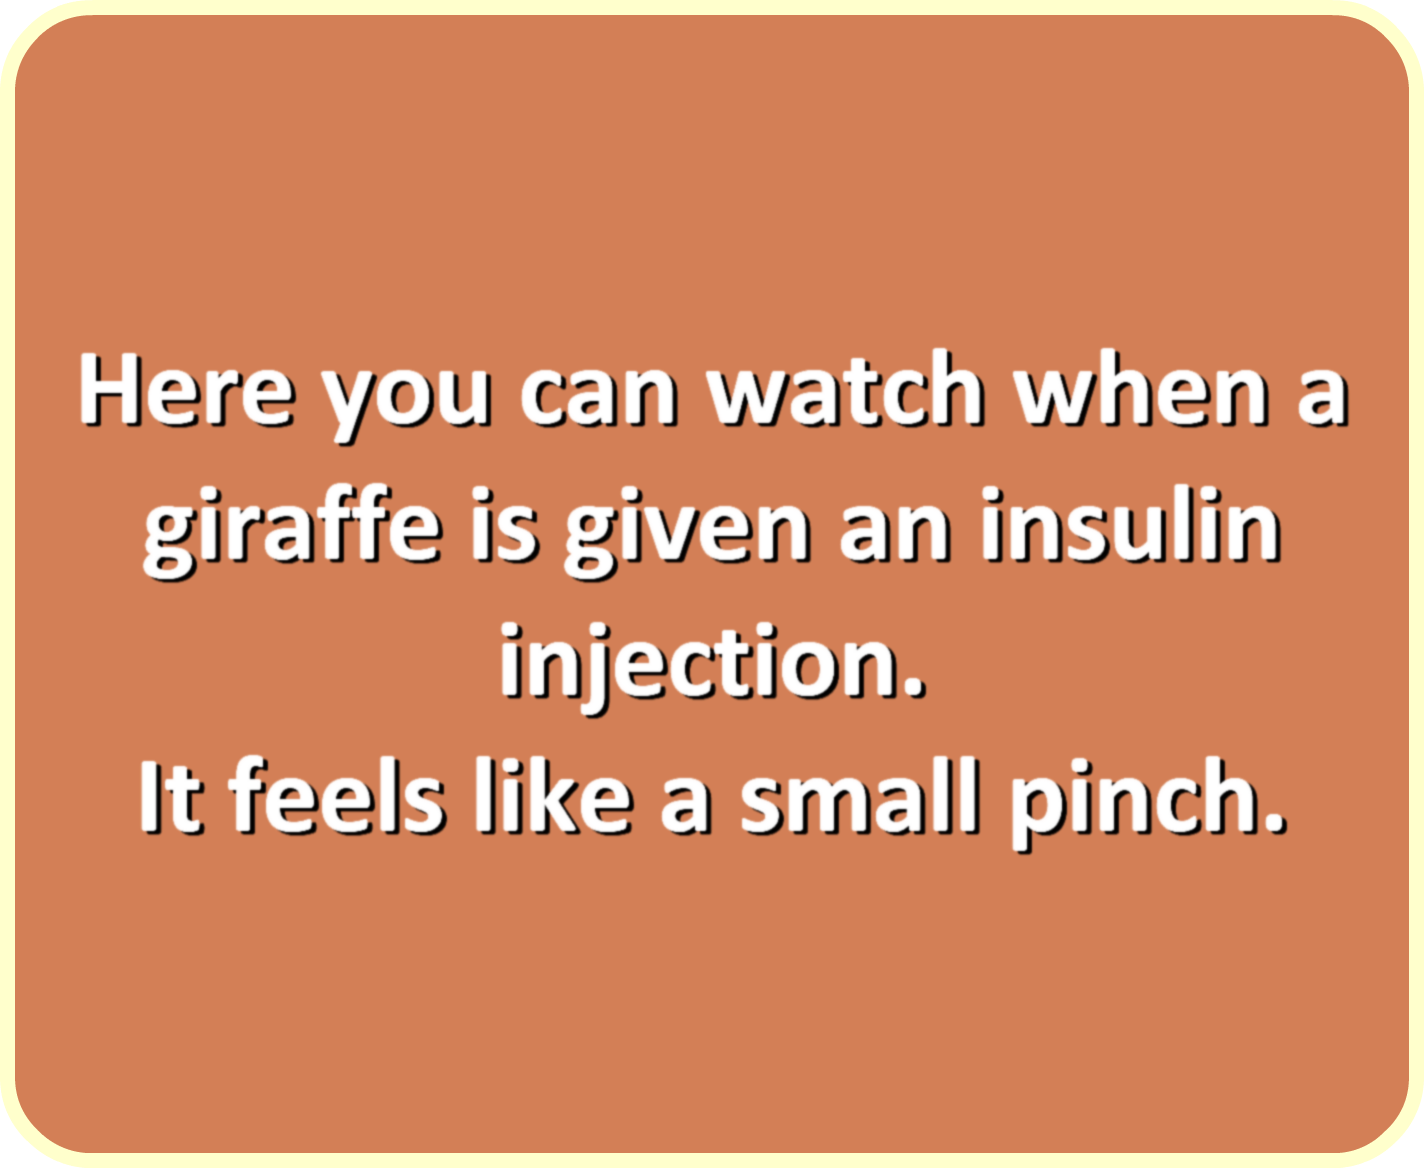 Here you can watch when a
giraffe is given an insulin
injection.
It feels like a small pinch.